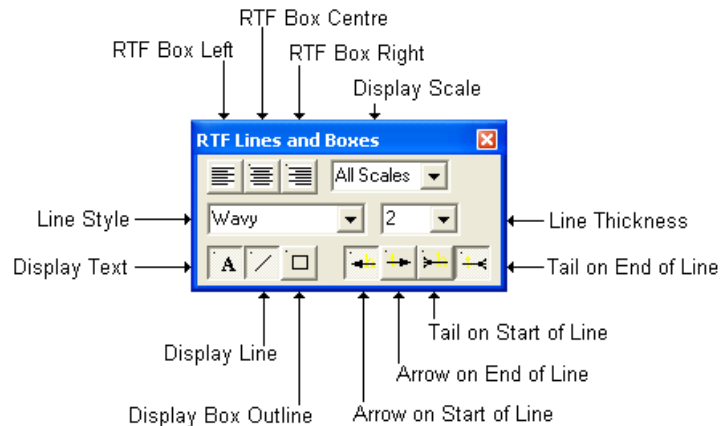 RTF Box Centre
RTF Box Left
RTF Box Right
Display Scale
RTF Lines and Boxes
All Scales
Line Style
Wavy
2
Line Thickness
Display Text
A
Tail on End of Line
Tail on Start of Line
Display Line
Arrow on End of Line
Display Box Outline
Arrow on Start of Line